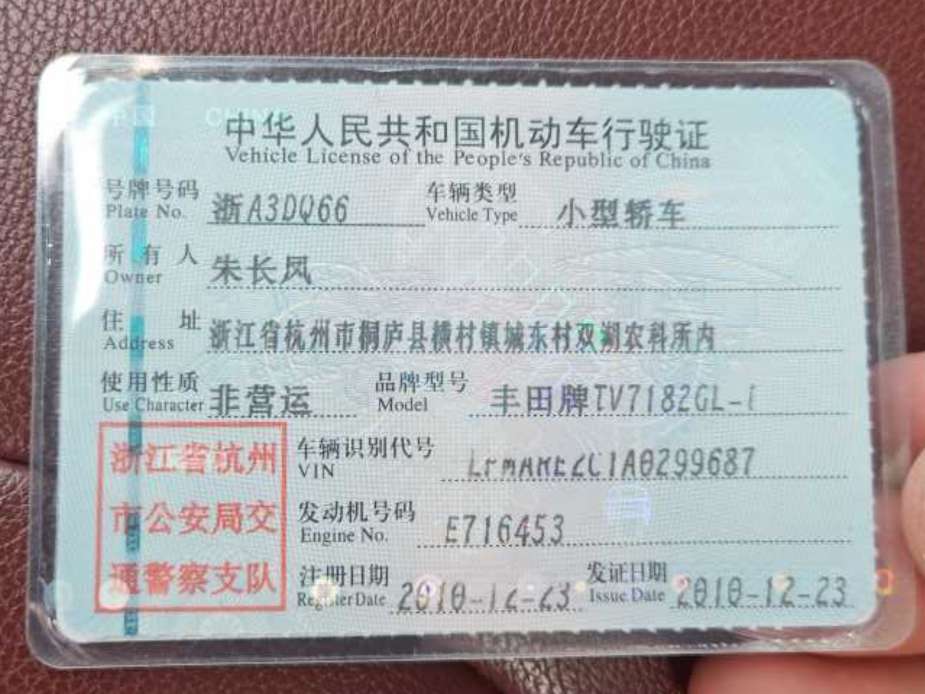 中华人民共和国机动车行驶证
Vehicle License of the People's Republic of China
号牌号码 浙A3DQ66 车辆类型 小型轿车
Plate No. Vehicle Type
所有人 朱长凤
Owner
住址 浙江省杭州市桐庐县横村镇城东村双湖农科所内
Address
使用性质 非营运 品牌型号 丰田牌TV7182GL-
Use Character Model
浙江省杭州
市公安局交
通警察支队
车辆识别代号
VIN
发动机号码 E716453
Engine No.
注册日期 2010-12-23 发证日期 2010-12-23
Register Date Issue Date